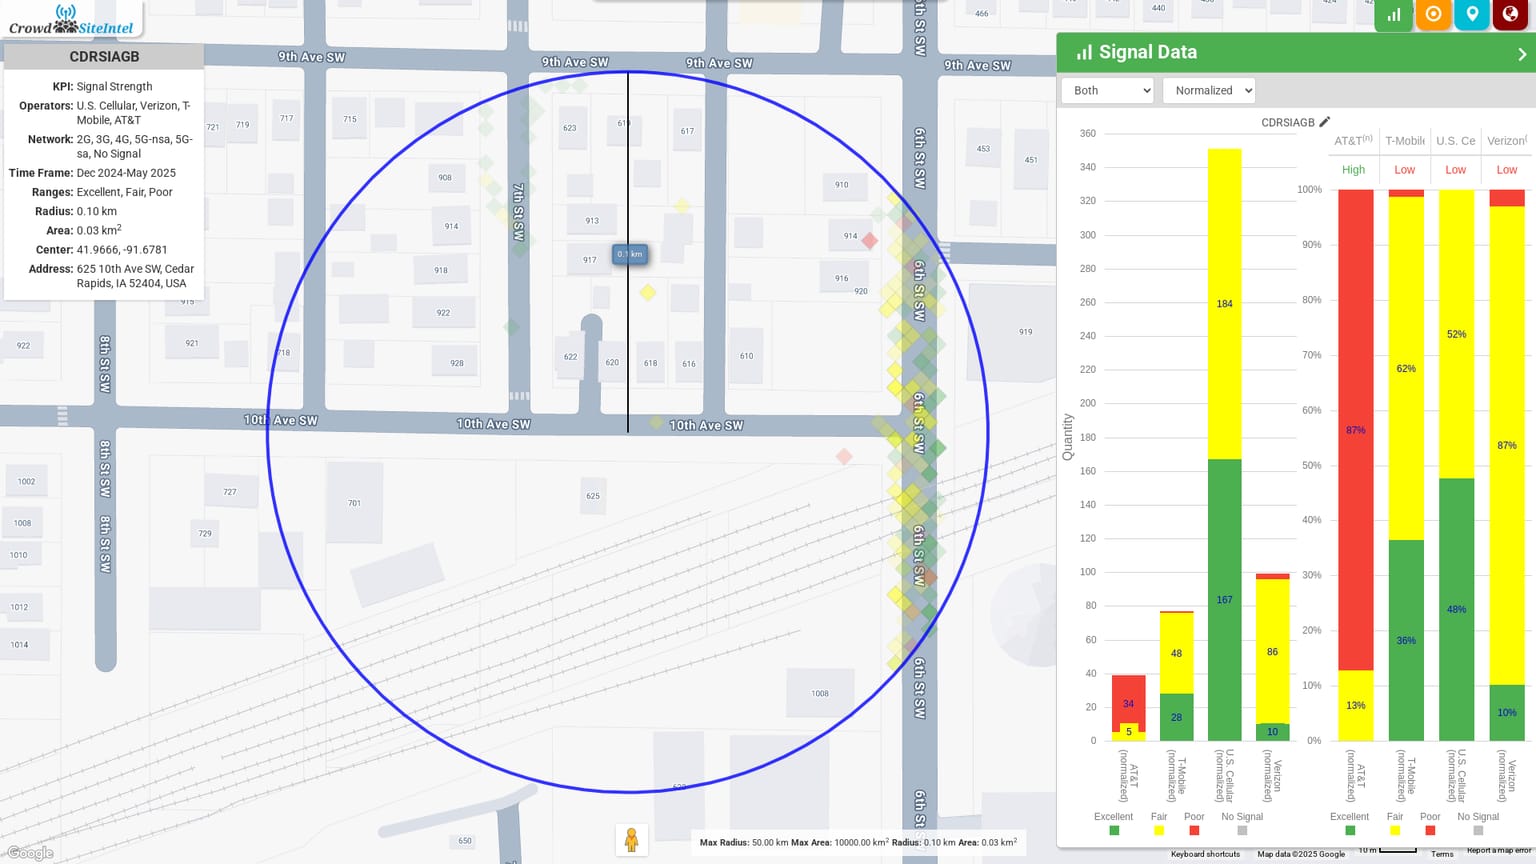 Crowd SiteIntel
CDRSIAGB
KPI: Signal Strength
Operators: U.S. Cellular, Verizon, T-
Mobile, AT&T
Network: 2G, 3G, 4G, 5G-nsa, 5G-
sa, No Signal
Time Frame: Dec 2024-May 2025
Ranges: Excellent, Fair, Poor
Radius: 0.10 km
Area: 0.03 km²
Center: 41.9666, -91.6781
Address: 625 10th Ave SW, Cedar
Rapids, IA 52404, USA
9th Ave SW
9th Ave SW
9th Ave SW
9th Ave SW
466
440
721
719
717
715
623
619
617
453
451
908
910
914
913
914
918
917
916
920
0.1 km
915
922
919
922
921
718
928
622
620
618
616
610
7th St SW
8th St SW
8th St SW
8th St SW
6th St SW
6th St SW
6th St SW
6th St SW
6th St SW
6th St SW
6th St SW
10th Ave SW
10th Ave SW
10th Ave SW
1002
727
701
625
1008
729
1010
1012
1014
1008
650
Google
Max Radius: 50.00 km Max Area: 10000.00 km² Radius: 0.10 km Area: 0.03 km²
Signal Data
Both
Normalized
CDRSIAGB
Quantity
360
340
320
300
280
260
240
220
200
180
160
140
120
100
80
60
40
20
0
34
5
48
28
184
167
86
10
AT&T (normalized)
T-Mobile (normalized)
U.S. Cellular (normalized)
Verizon (normalized)
Excellent Fair Poor No Signal
AT&T(n) T-Mobile U.S. Ce Verizon(
High Low Low Low
100%
90%
80%
70%
60%
50%
40%
30%
20%
10%
0%
87%
13%
62%
36%
52%
48%
87%
10%
AT&T (normalized)
T-Mobile (normalized)
U.S. Cellular (normalized)
Verizon (normalized)
Excellent Fair Poor No Signal
Keyboard shortcuts
Map data ©2025 Google
10 m
Terms
Report a map error